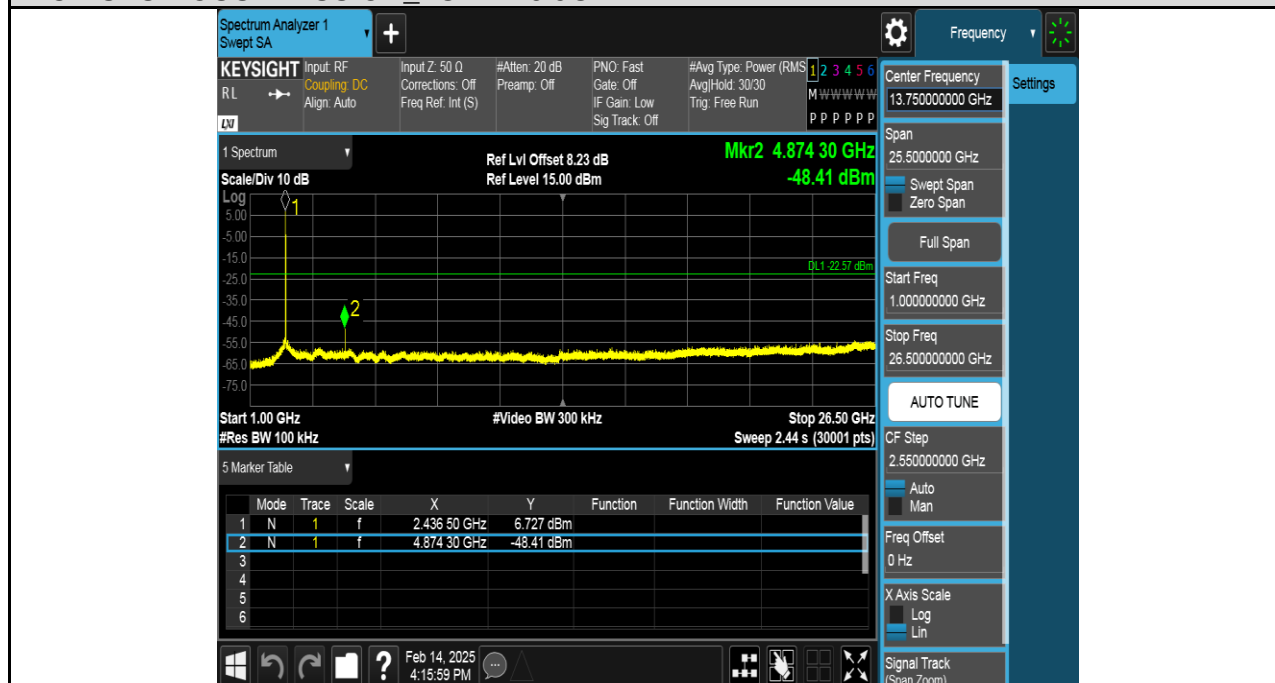 Spectrum Analyzer 1
Swept SA
+
Frequency
KEYSIGHT
RL
LXI
Input: RF
Coupling: DC
Align: Auto
Input Z: 50 Ω
Corrections: Off
Freq Ref: Int (S)
#Atten: 20 dB
Preamp: Off
PNO: Fast
Gate: Off
IF Gain: Low
Sig Track: Off
#Avg Type: Power (RMS
Avg|Hold: 30/30
Trig: Free Run
1 2 3 4 5 6
M W W W W W
P P P P P P
Center Frequency
13.750000000 GHz
Settings
Span
25.5000000 GHz
Swept Span
Zero Span
Full Span
Start Freq
1.000000000 GHz
Stop Freq
26.500000000 GHz
AUTO TUNE
CF Step
2.550000000 GHz
Auto
Man
Freq Offset
0 Hz
X Axis Scale
Log
Lin
Signal Track
(Span Zoom)
1 Spectrum
Scale/Div 10 dB
Ref Lvl Offset 8.23 dB
Ref Level 15.00 dBm
Mkr2 4.874 30 GHz
-48.41 dBm
Log
1
5.00
-5.00
-15.0
DL1 -22.57 dBm
-25.0
-35.0
2
-45.0
-55.0
-65.0
-75.0
Start 1.00 GHz
#Video BW 300 kHz
Stop 26.50 GHz
#Res BW 100 kHz
Sweep 2.44 s (30001 pts)
5 Marker Table
Mode Trace Scale X Y Function Function Width Function Value
1 N 1 f 2.436 50 GHz 6.727 dBm
2 N 1 f 4.874 30 GHz -48.41 dBm
3
4
5
6
?
Feb 14, 2025
4:15:59 PM